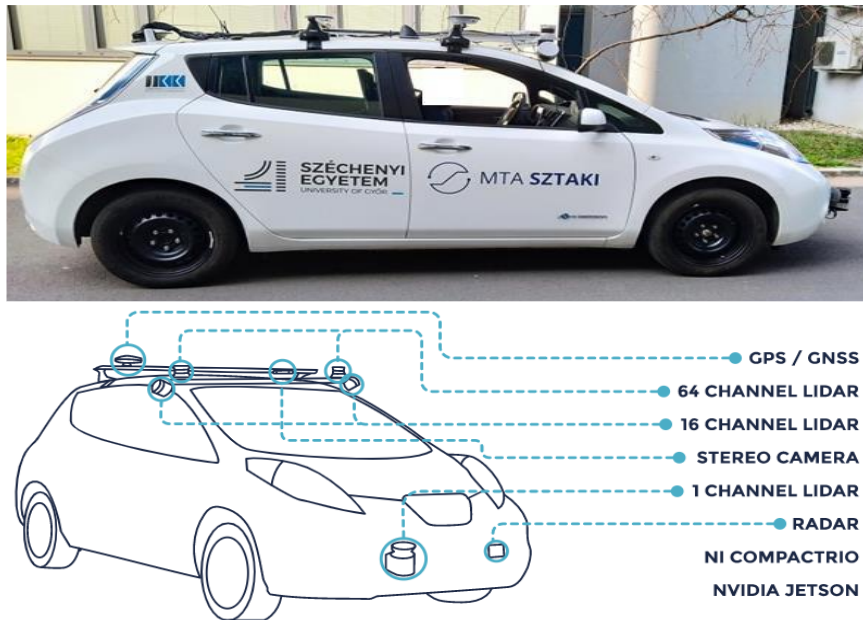 SZÉCHENYI
EGYETEM
UNIVERSITY OF GYŐR
MTA SZTAKI
GPS / GNSS
64 CHANNEL LIDAR
16 CHANNEL LIDAR
STEREO CAMERA
1 CHANNEL LIDAR
RADAR
NI COMPACTRIO
NVIDIA JETSON